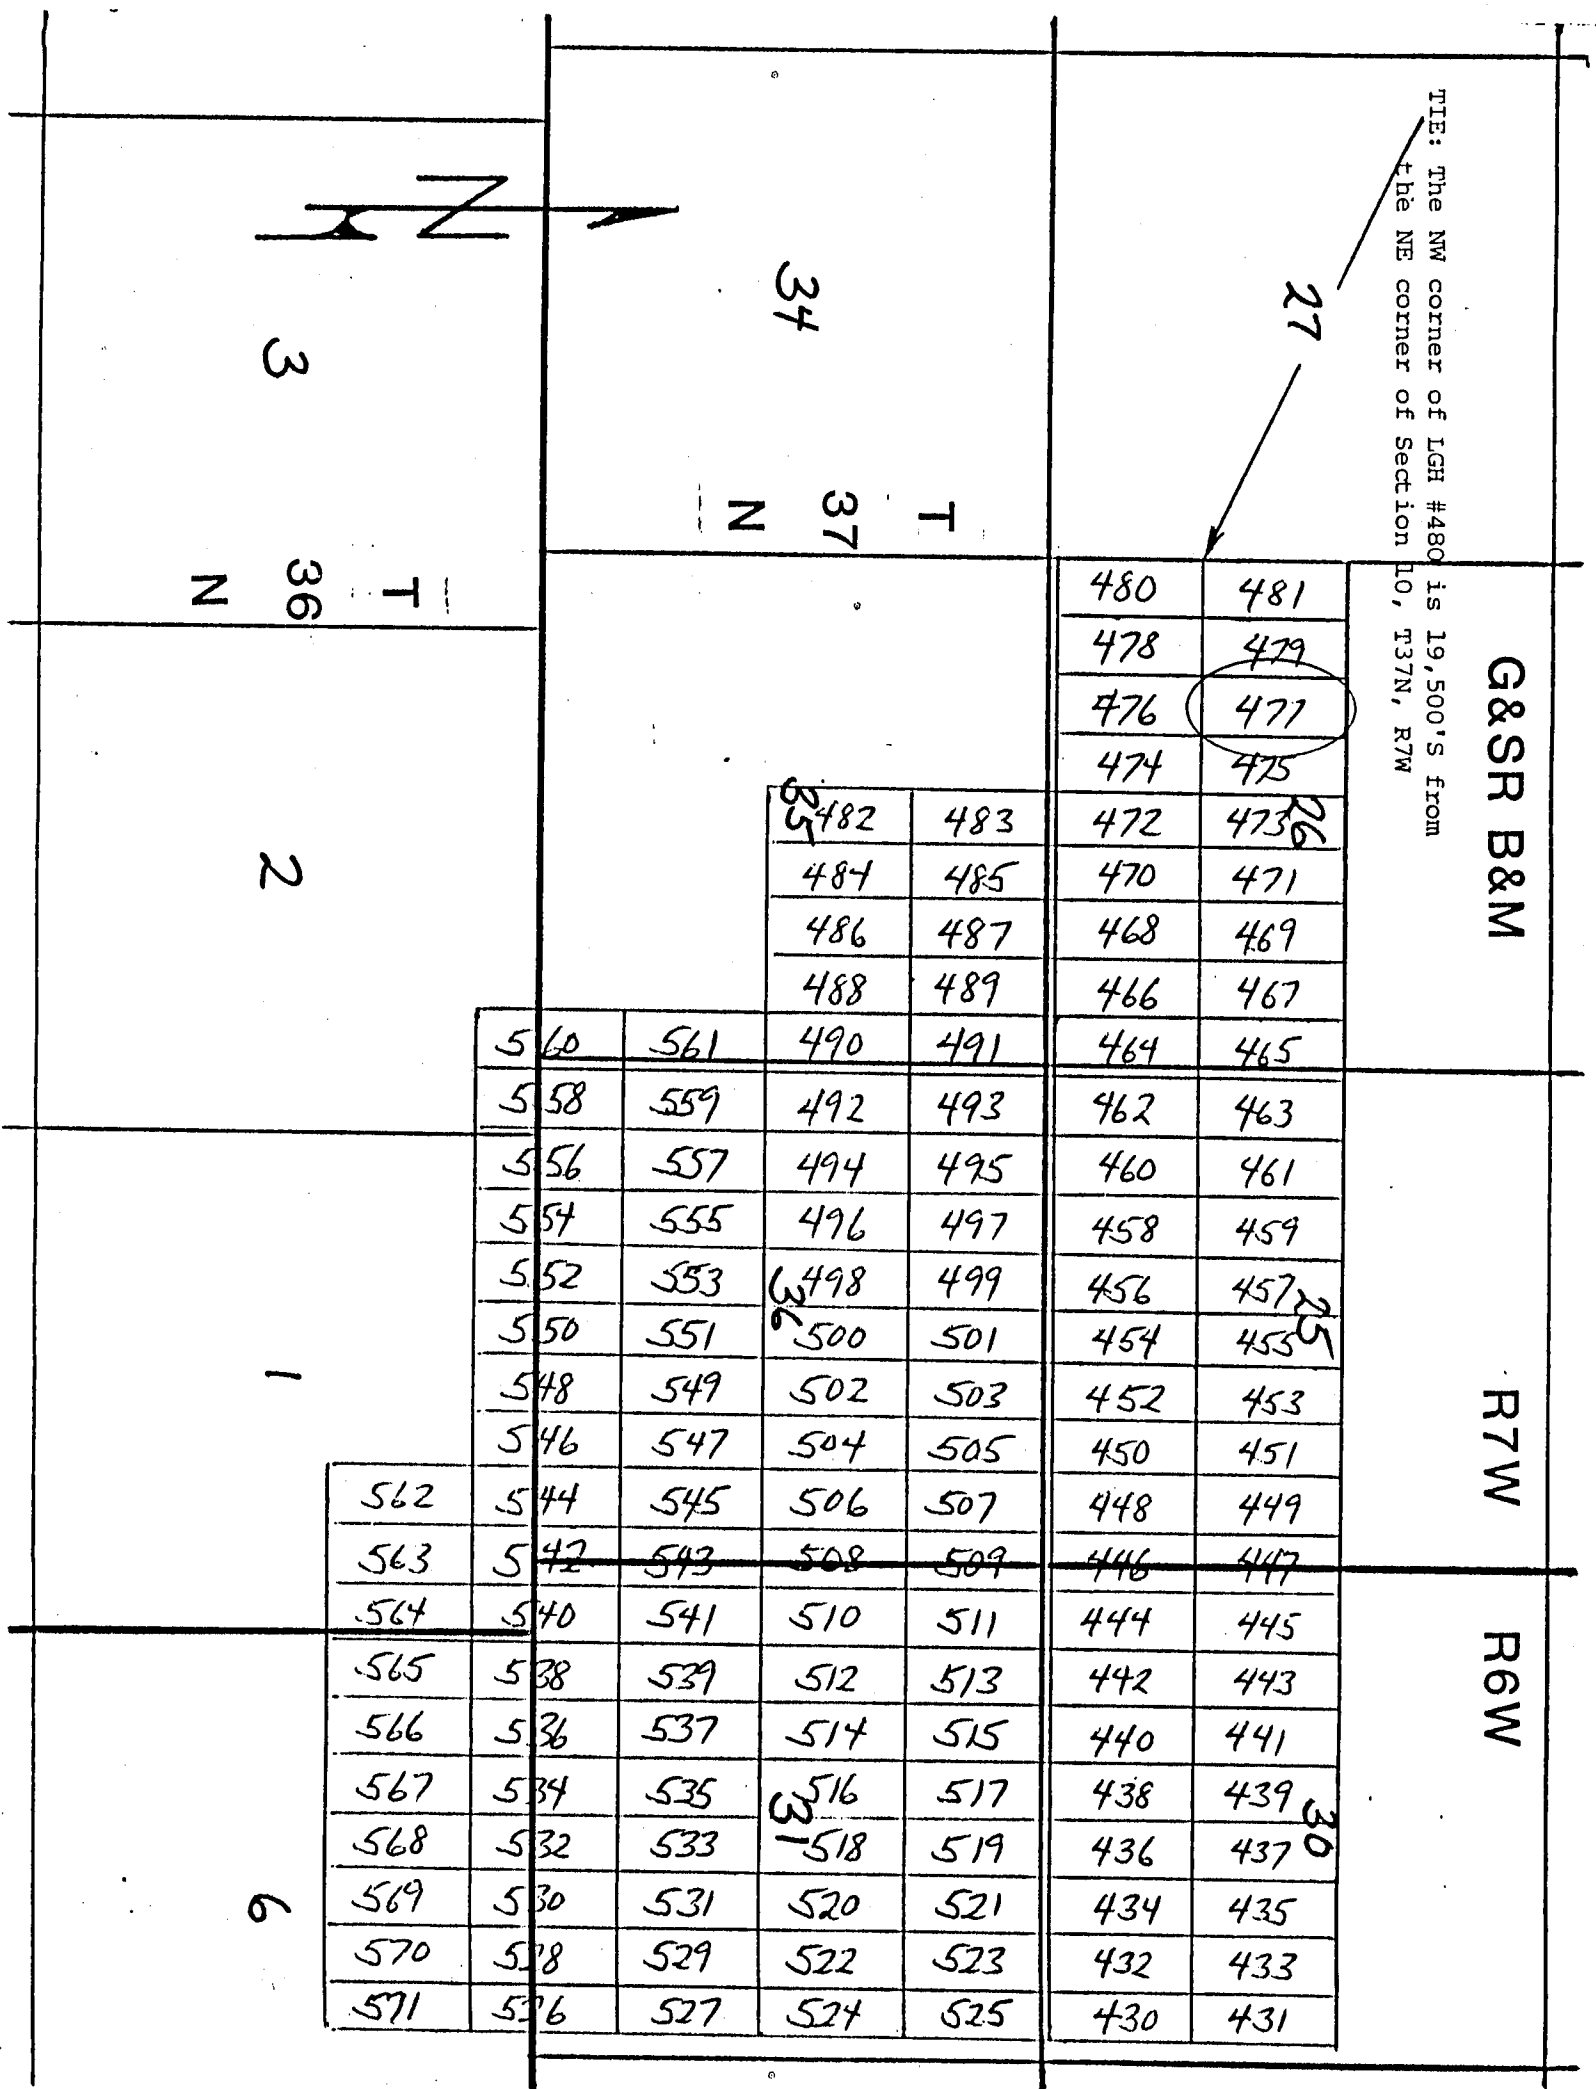 TIE: The NW corner of LGH #480 is 19,500'S from
the NE corner of Section 10, T37N, R7W
G&SR B&M
R7W
R6W
27
34
T
37
N
N
3
T
36
N
2
1
6
480 481
478 479
476 477
474 475
35 482 483 472 473 26
484 485 470 471
486 487 468 469
488 489 466 467
560 561 490 491 464 465
558 559 492 493 462 463
556 557 494 495 460 461
554 555 496 497 458 459
552 553 498 499 456 457 25
36
550 551 500 501 454 455
548 549 502 503 452 453
546 547 504 505 450 451
562 544 545 506 507 448 449
563 542 543 508 509 446 447
564 540 541 510 511 444 445
565 538 539 512 513 442 443
566 536 537 514 515 440 441
567 534 535 516 517 438 439
31 30
568 532 533 518 519 436 437
569 530 531 520 521 434 435
570 528 529 522 523 432 433
571 526 527 524 525 430 431